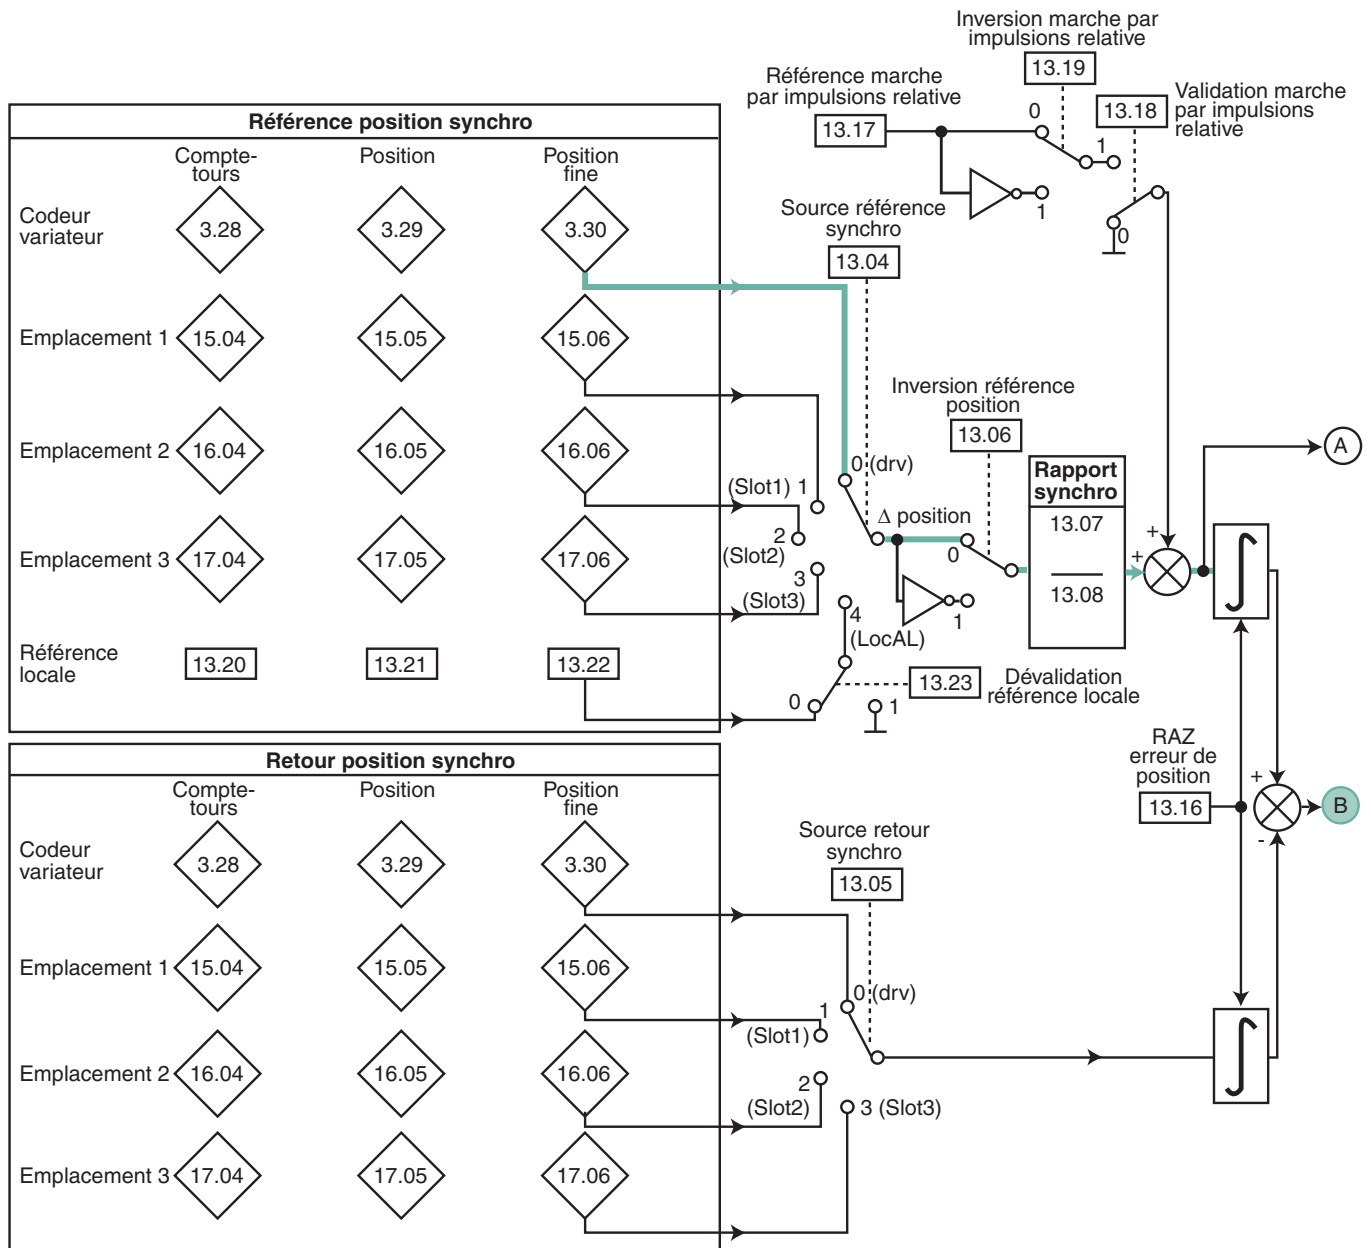 Inversion marche par
impulsions relative
13.19
Référence marche
par impulsions relative
13.17
0
1
1
13.18
Validation marche
par impulsions
relative
0
Référence position synchro
Compte-
tours
Position
Position
fine
Codeur
variateur
3.28
3.29
3.30
Emplacement 1
15.04
15.05
15.06
Emplacement 2
16.04
16.05
16.06
Emplacement 3
17.04
17.05
17.06
Référence
locale
13.20
13.21
13.22
Source référence
synchro
13.04
0 (drv)
(Slot1) 1
2
(Slot2)
3
(Slot3)
4
(LocAL)
0
1
13.23
Dévalidation
référence locale
Δ position
0
1
Inversion référence
position
13.06
Rapport
synchro
13.07
13.08
+
+
A
RAZ
erreur de
position
13.16
+
-
B
Retour position synchro
Compte-
tours
Position
Position
fine
Codeur
variateur
3.28
3.29
3.30
Emplacement 1
15.04
15.05
15.06
Emplacement 2
16.04
16.05
16.06
Emplacement 3
17.04
17.05
17.06
Source retour
synchro
13.05
0 (drv)
1
(Slot1)
2
(Slot2)
3 (Slot3)